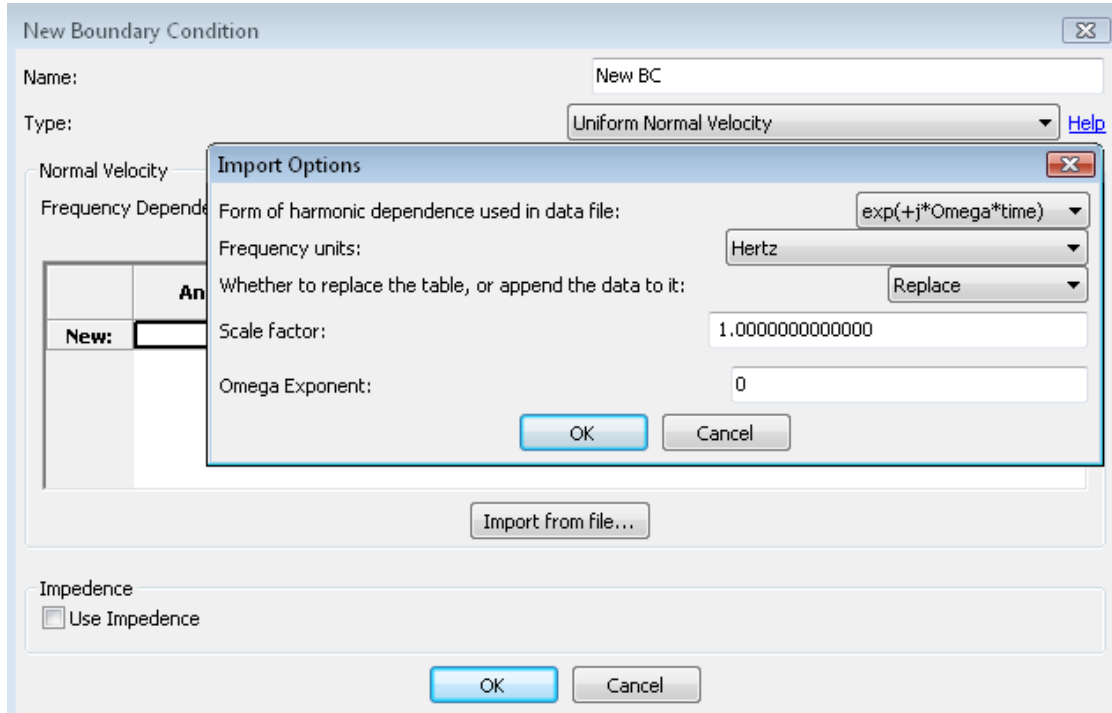 New Boundary Condition
Name: New BC
Type: Uniform Normal Velocity Help
Normal Velocity
Import Options
Frequency Depende
Form of harmonic dependence used in data file: exp(+j*Omega*time)
Frequency units: Hertz
An
Whether to replace the table, or append the data to it: Replace
New:
Scale factor: 1.0000000000000
Omega Exponent: 0
OK Cancel
Import from file...
Impedence
Use Impedence
OK Cancel